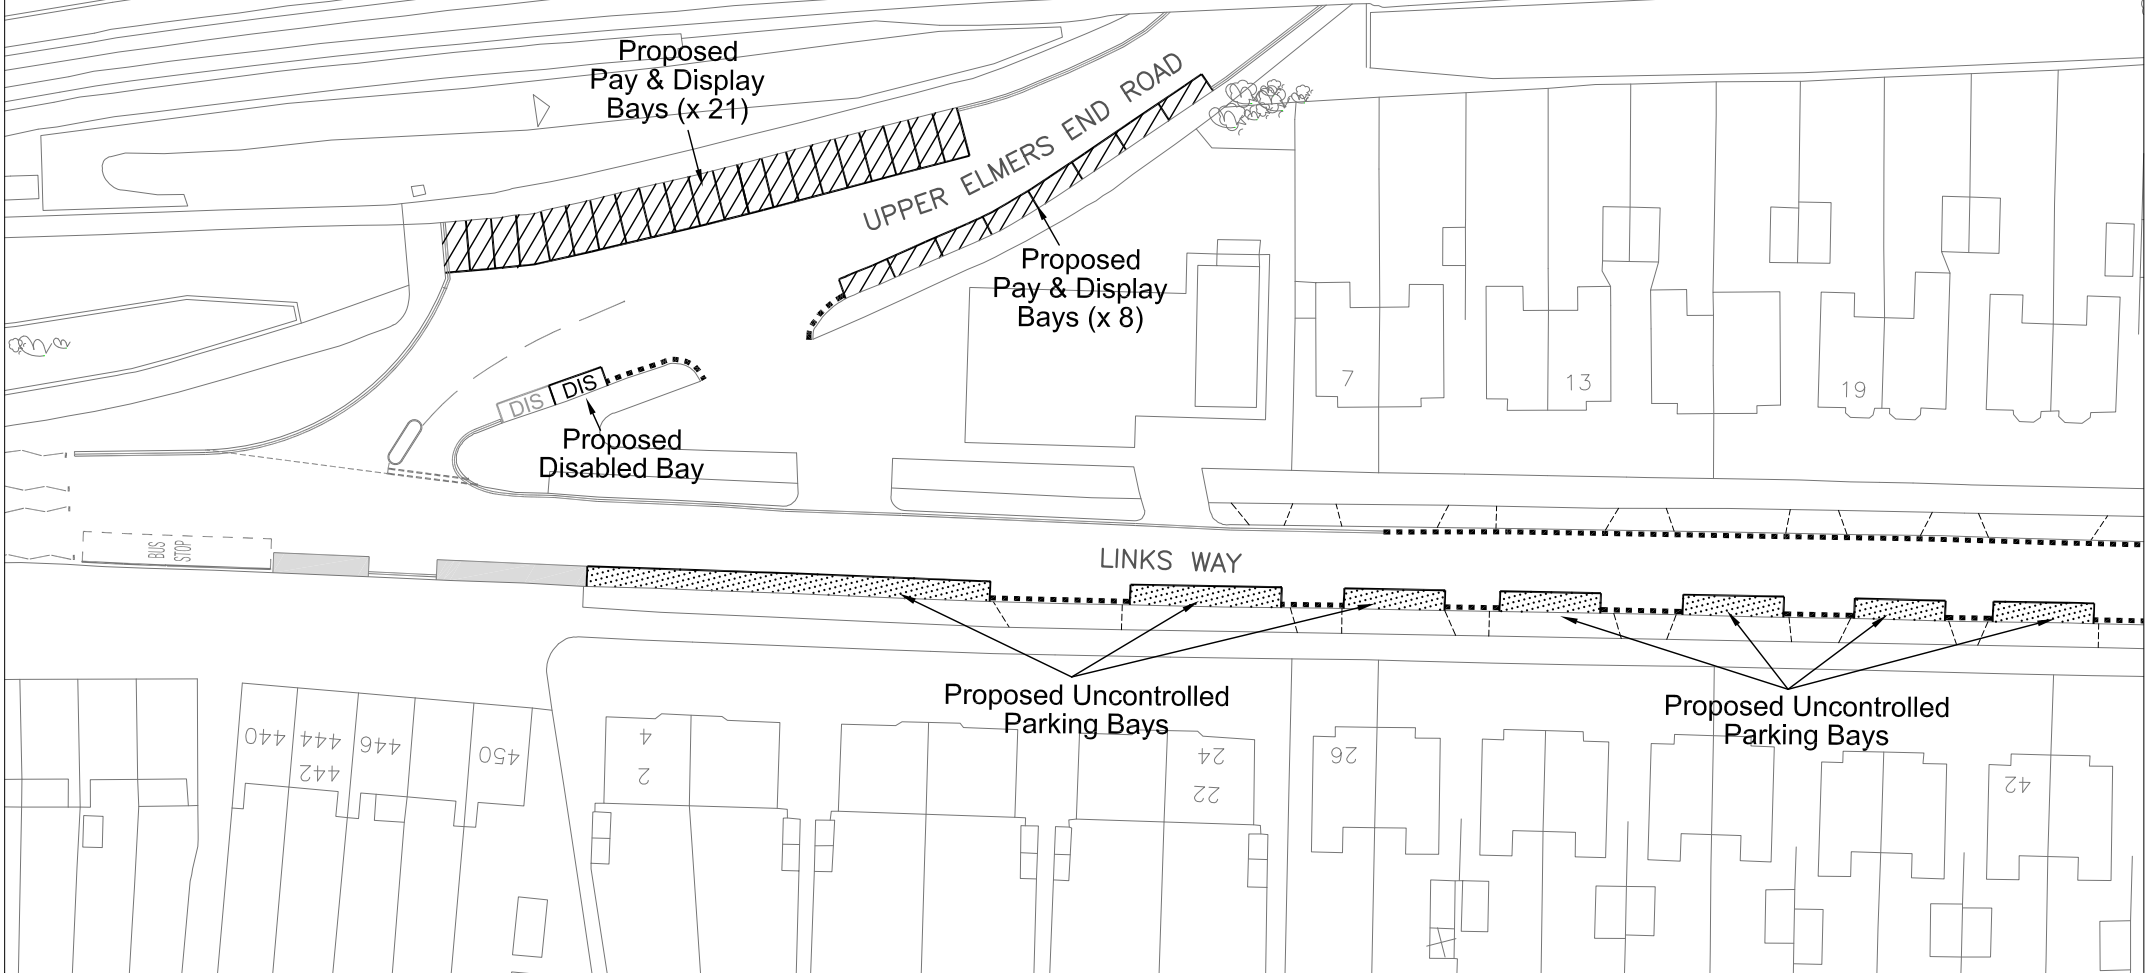 Proposed
Pay & Display
Bays (x 21)
UPPER ELMERS END ROAD
Proposed
Pay & Display
Bays (x 8)
DIS
DIS
Proposed
Disabled Bay
7
13
19
BUS
STOP
LINKS WAY
Proposed Uncontrolled
Parking Bays
Proposed Uncontrolled
Parking Bays
440
444
442
446
450
4
2
24
22
26
42